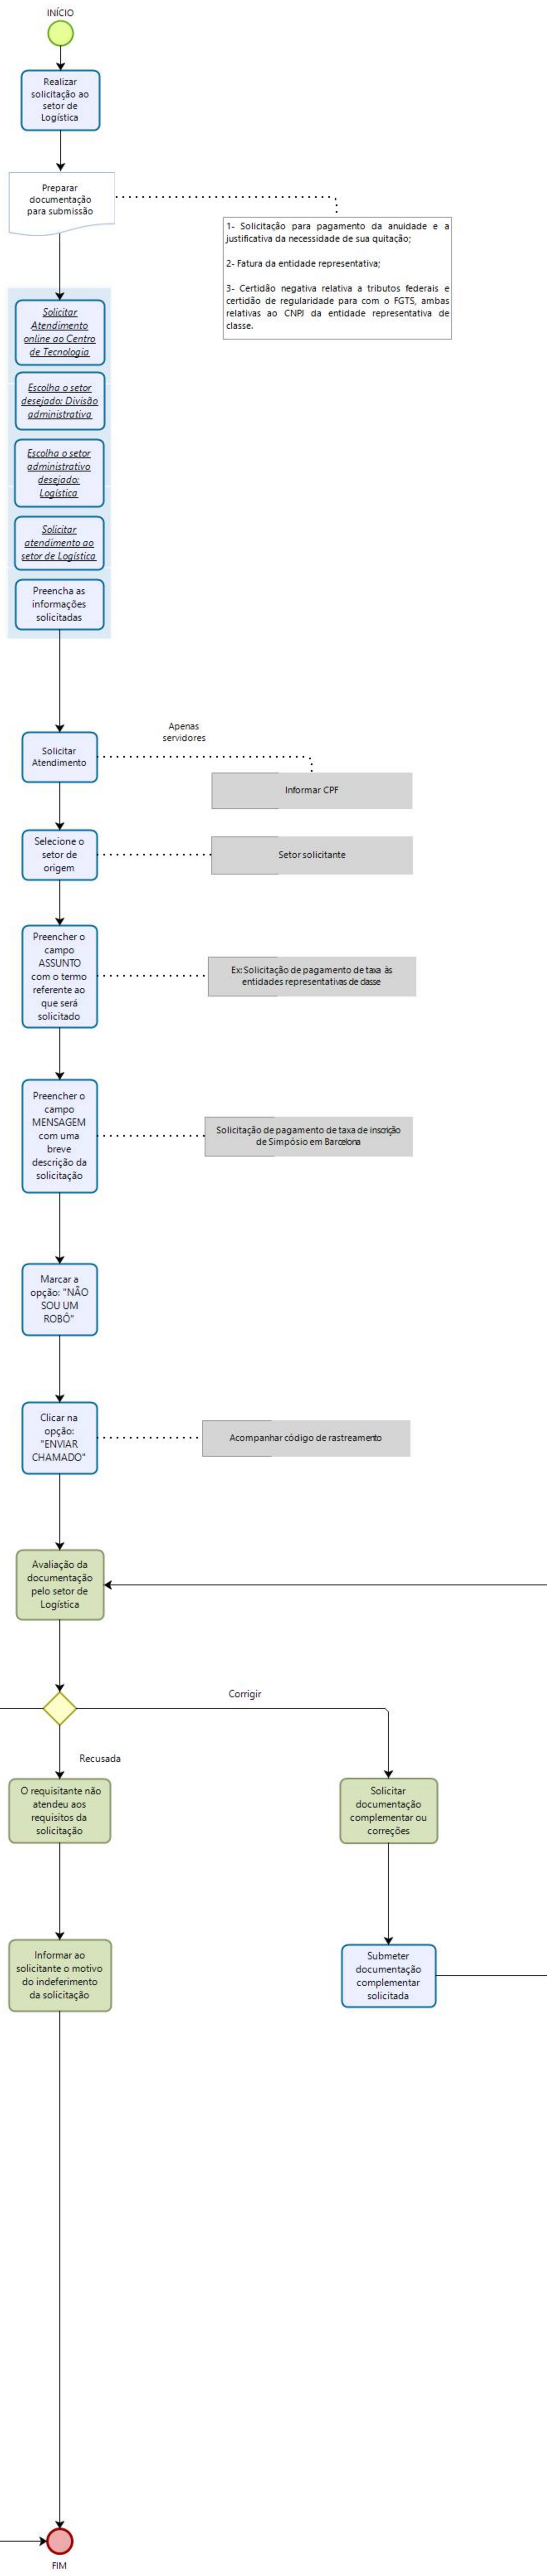 INÍCIO
Realizar
solicitação ao
setor de
Logística
Preparar
documentação
para submissão
1- Solicitação para pagamento da anuidade e a
justificativa da necessidade de sua quitação;
2- Fatura da entidade representativa;
3- Certidão negativa relativa a tributos federais e
certidão de regularidade para com o FGTS, ambas
relativas ao CNPJ da entidade representativa de
classe.
Solicitar
Atendimento
online ao Centro
de Tecnologia
Escolha o setor
desejado: Divisão
administrativa
Escolha o setor
administrativo
desejado:
Logística
Solicitar
atendimento ao
setor de Logística
Preencha as
informações
solicitadas
Apenas
servidores
Solicitar
Atendimento
Informar CPF
Selecione o
setor de
origem
Setor solicitante
Preencher o
campo
ASSUNTO
com o termo
referente ao
que será
solicitado
Ex: Solicitação de pagamento de taxa às
entidades representativas de classe
Preencher o
campo
MENSAGEM
com uma
breve
descrição da
solicitação
Solicitação de pagamento de taxa de inscrição
de Simpósio em Barcelona
Marcar a
opção: "NÃO
SOU UM
ROBÔ"
Clicar na
opção:
"ENVIAR
CHAMADO"
Acompanhar código de rastreamento
Avaliação da
documentação
pelo setor de
Logística
Corrigir
Recusada
O requisitante não
atendeu aos
requisitos da
solicitação
Solicitar
documentação
complementar ou
correções
Informar ao
solicitante o motivo
do indeferimento
da solicitação
Submeter
documentação
complementar
solicitada
FIM